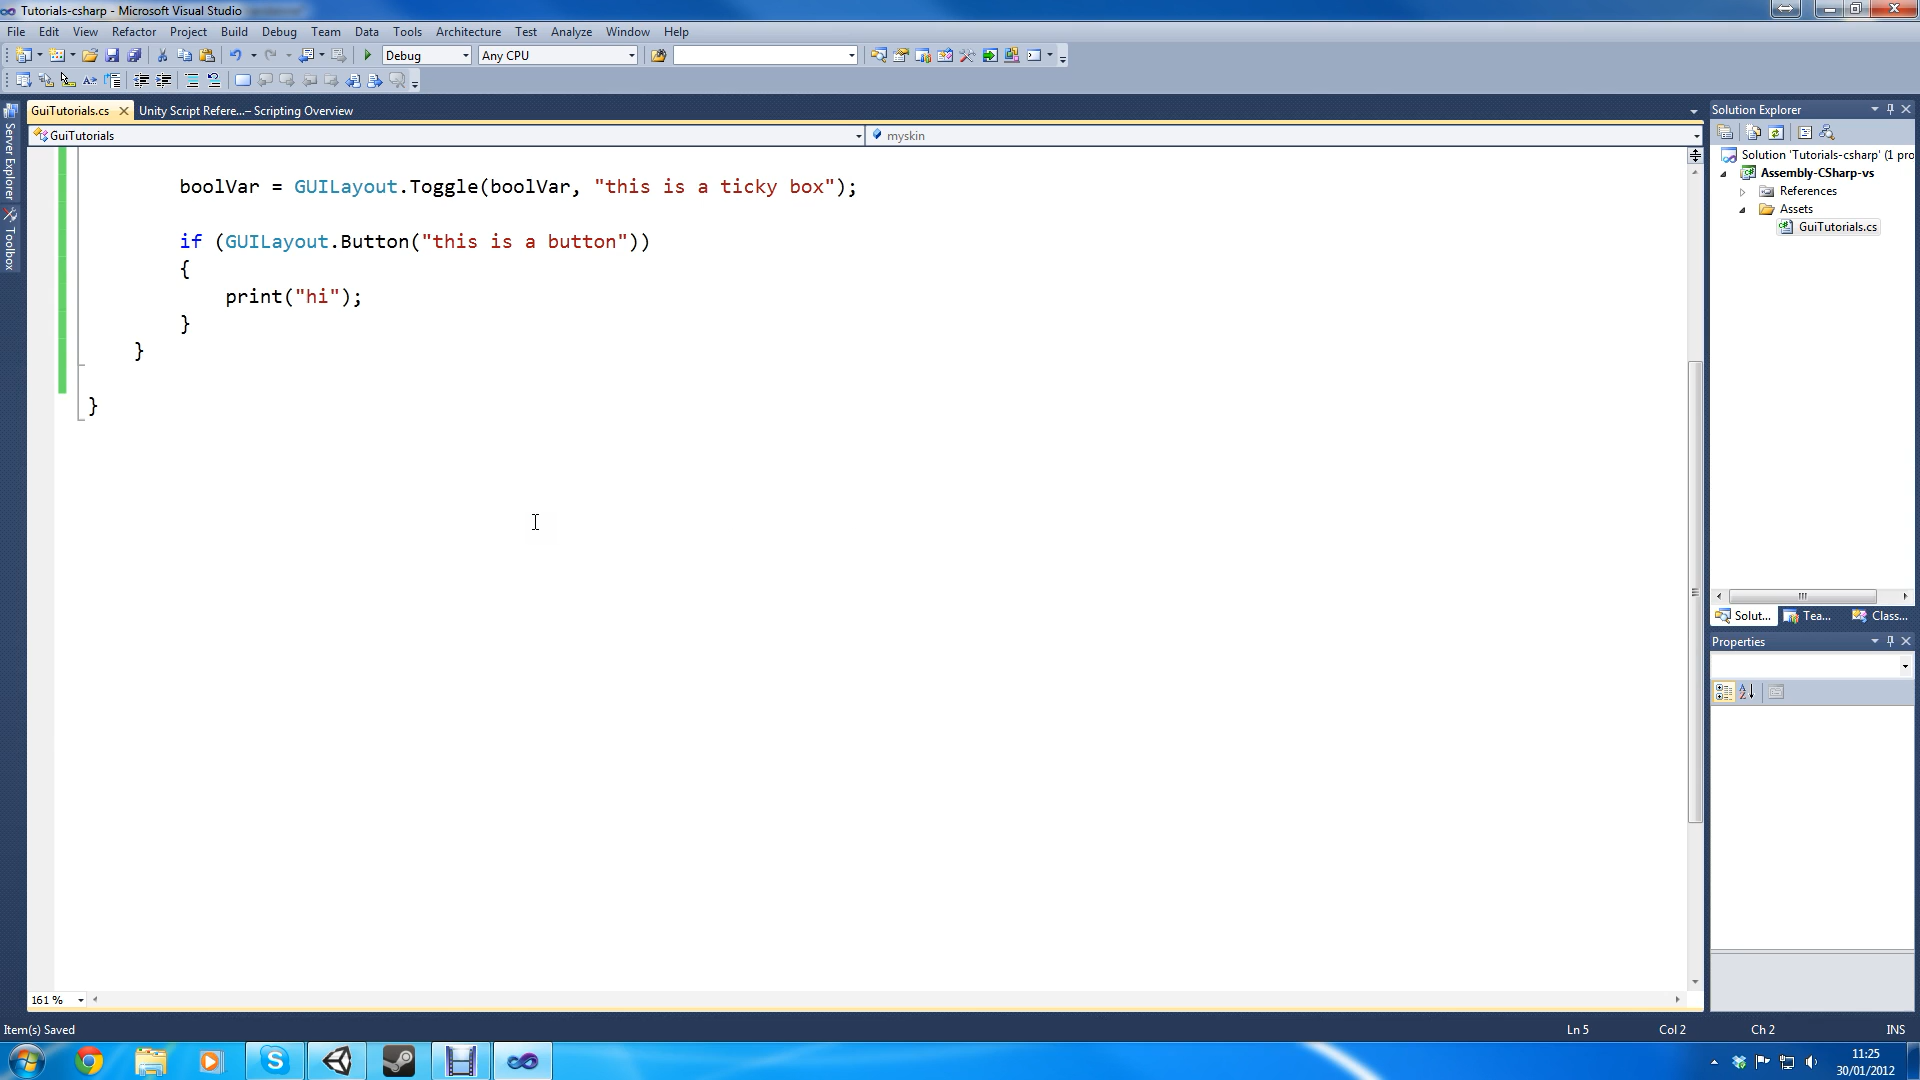 Tutorials-csharp - Microsoft Visual Studio
File Edit View Refactor Project Build Debug Team Data Tools Architecture Test Analyze Window Help
Debug Any CPU
GuiTutorials.cs Unity Script Refere...– Scripting Overview
GuiTutorials myskin
boolVar = GUILayout.Toggle(boolVar, "this is a ticky box");
if (GUILayout.Button("this is a button"))
{
print("hi");
}
}
}
Server Explorer
Toolbox
Solution Explorer
Solution 'Tutorials-csharp' (1 pro
Assembly-CSharp-vs
References
Assets
GuiTutorials.cs
Solut... Tea... Class...
Properties
161 %
Item(s) Saved Ln 5 Col 2 Ch 2 INS
11:25
30/01/2012